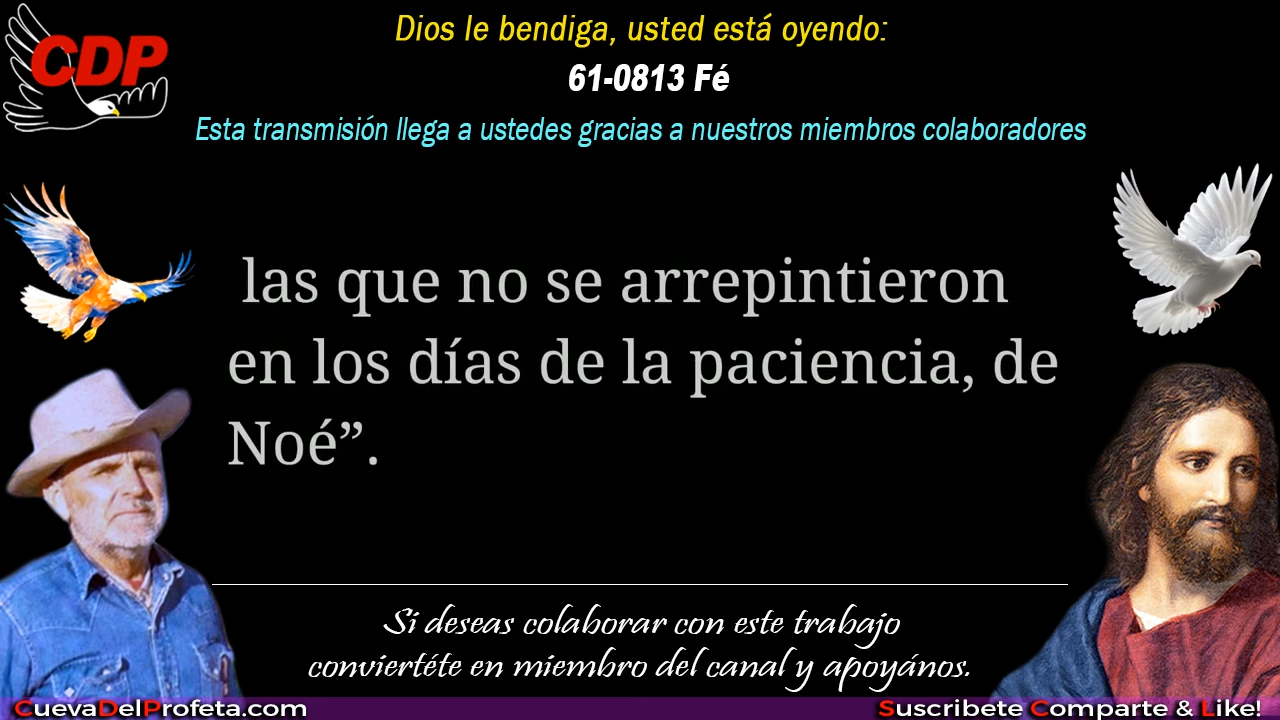 CDP
Dios le bendiga, usted está oyendo:
61-0813 Fé
Esta transmisión llega a ustedes gracias a nuestros miembros colaboradores
las que no se arrepintieron
en los días de la paciencia, de
Noé”.
Si deseas colaborar con este trabajo
conviertéte en miembro del canal y apoyános.
CuevaDelProfeta.com
Suscribete Comparte & Like!